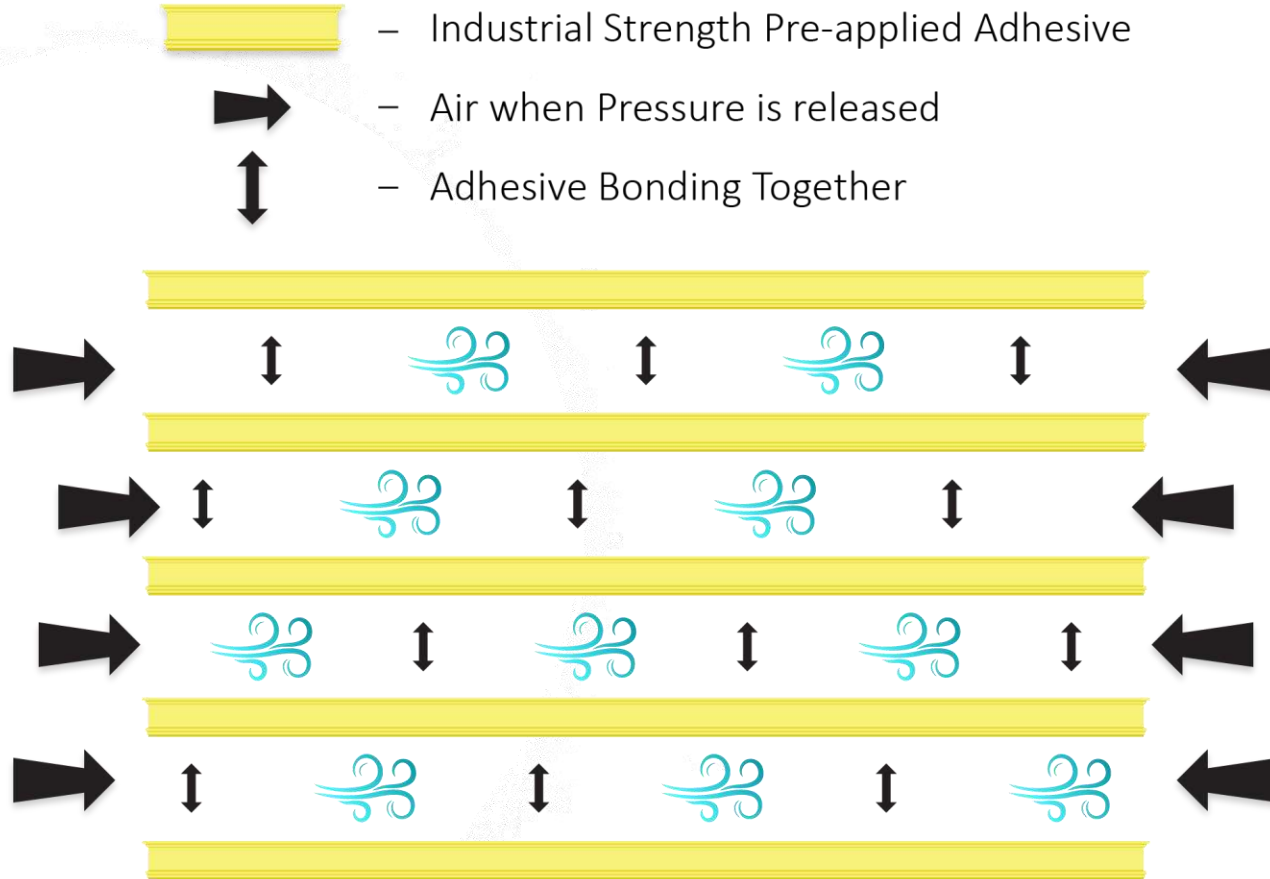 – Industrial Strength Pre-applied Adhesive
– Air when Pressure is released
– Adhesive Bonding Together